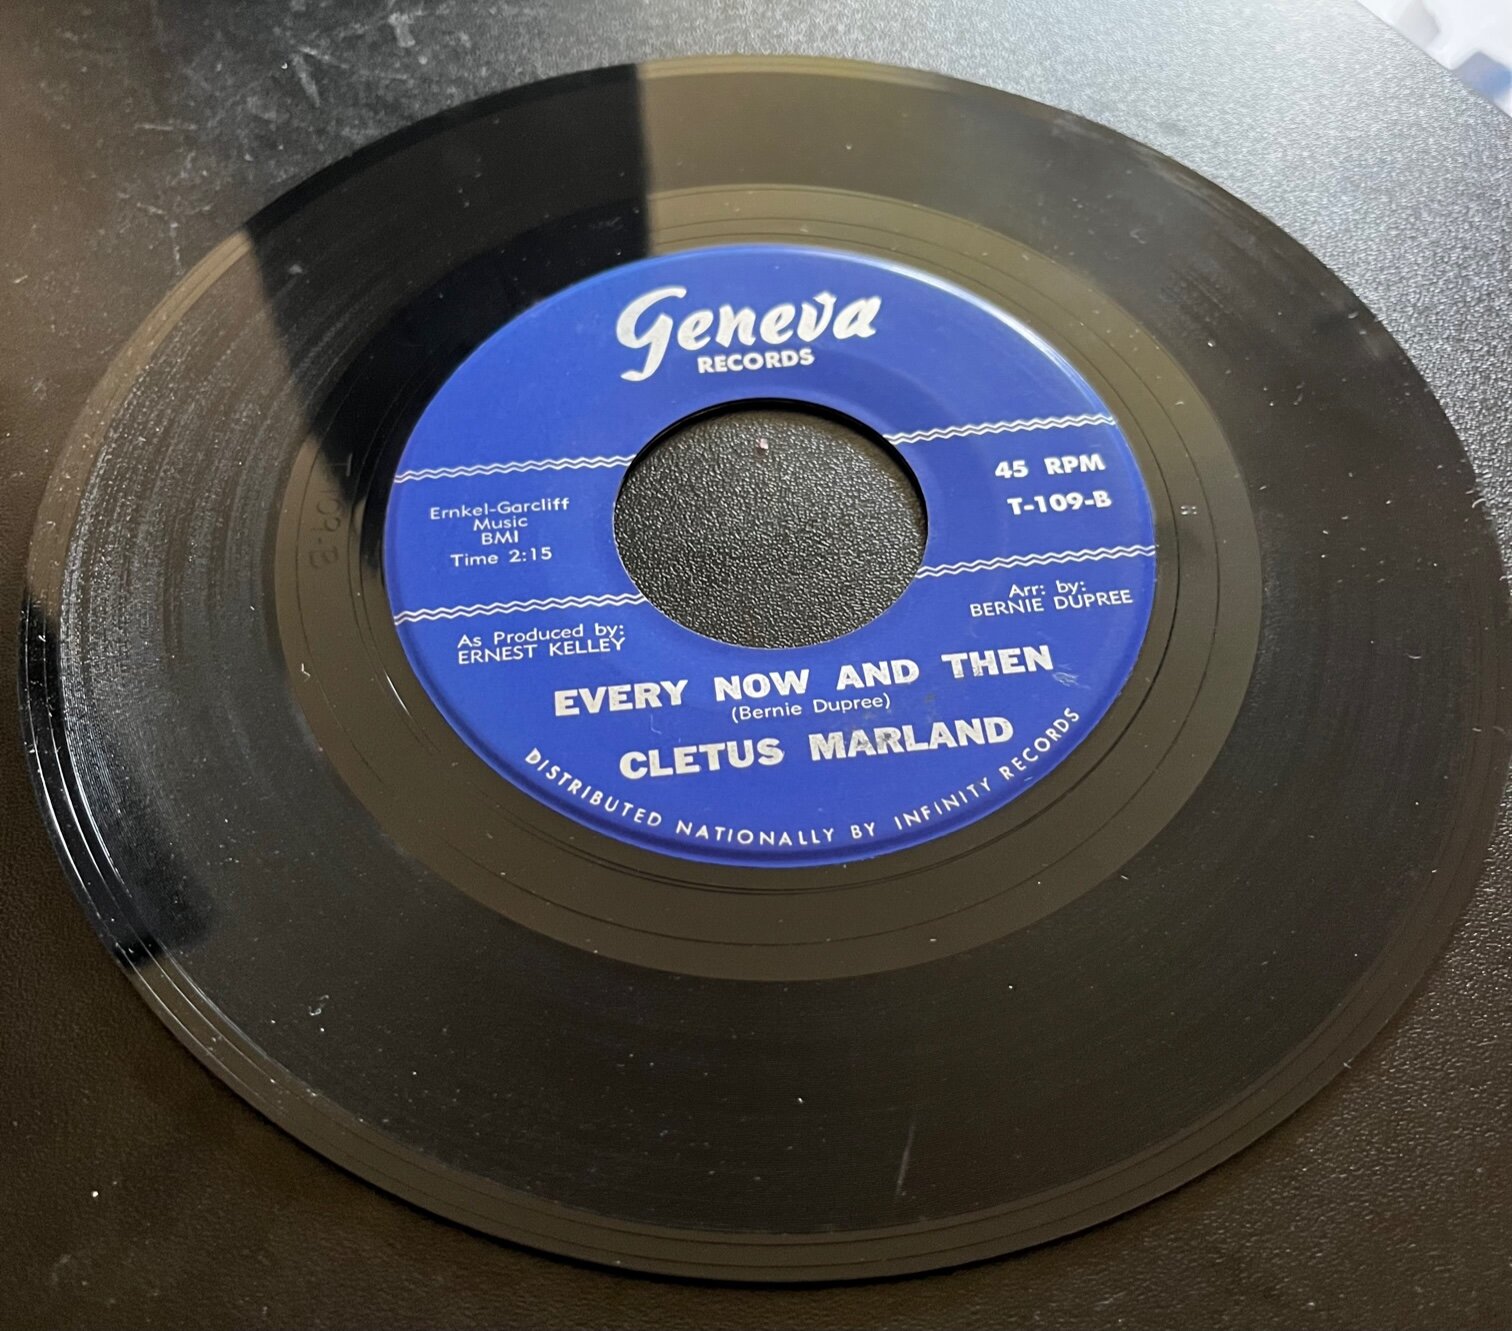 Geneva
RECORDS
45 RPM
T-109-B
Ernkel-Garcliff
Music
BMI
Time 2:15
Arr: by:
BERNIE DUPREE
As Produced by:
ERNEST KELLEY
EVERY NOW AND THEN
(Bernie Dupree)
CLETUS MARLAND
DISTRIBUTED NATIONALLY BY INFINITY RECORDS